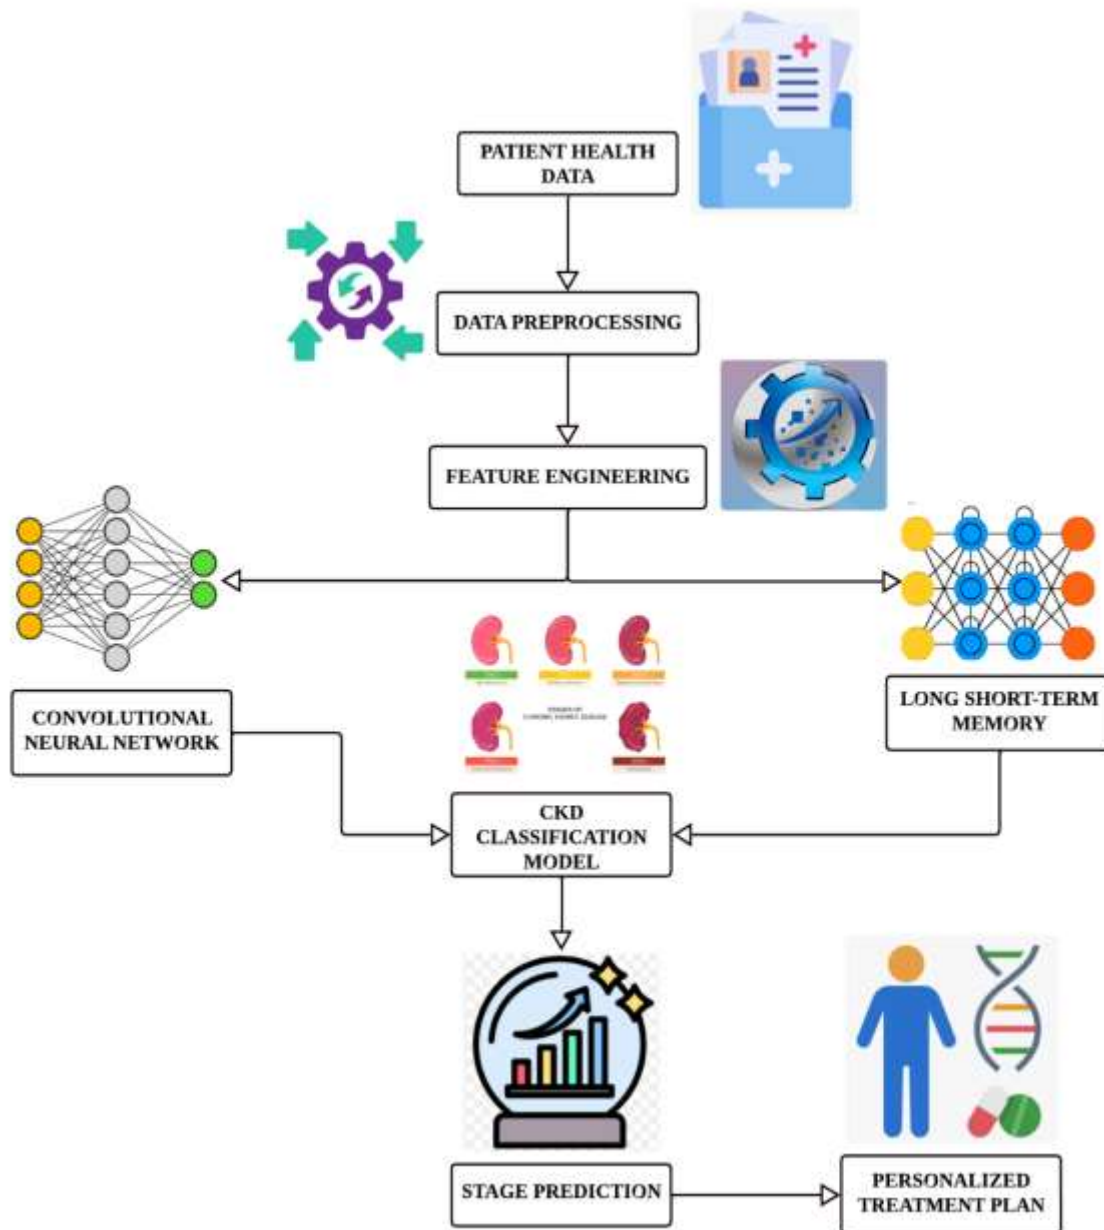 PATIENT HEALTH
DATA
DATA PREPROCESSING
FEATURE ENGINEERING
CONVOLUTIONAL
NEURAL NETWORK
LONG SHORT-TERM
MEMORY
CKD
CLASSIFICATION
MODEL
STAGE PREDICTION
PERSONALIZED
TREATMENT PLAN